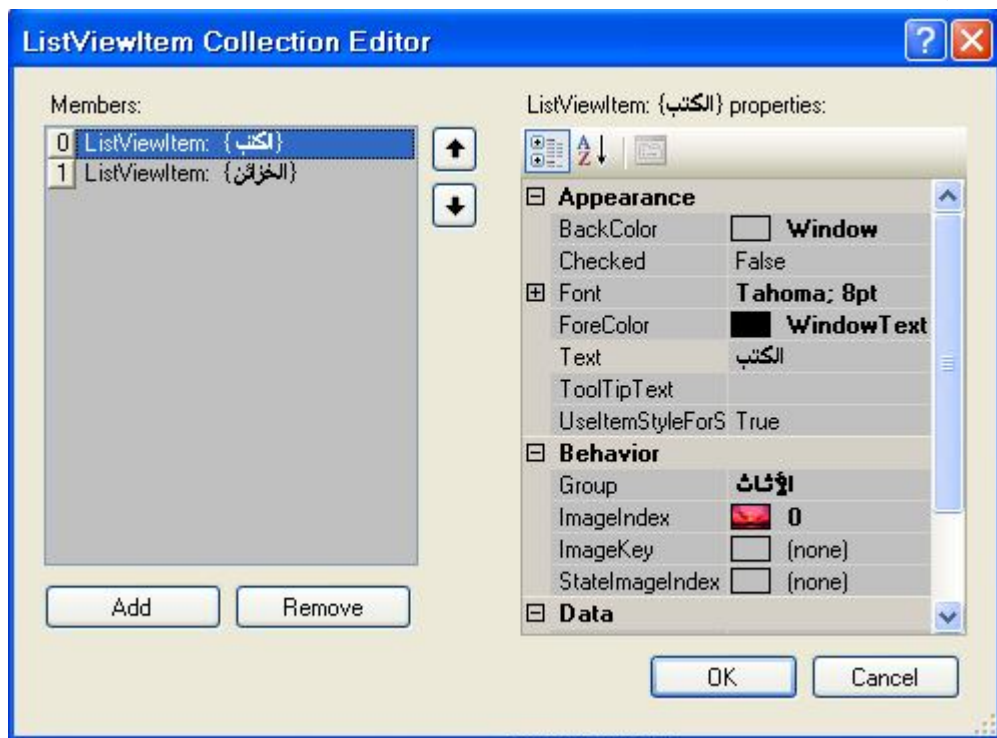 ListViewItem Collection Editor
Members:
0 ListViewItem: {الكتب}
1 ListViewItem: {الخزائن}
Add
Remove
ListViewItem: {الكتب} properties:
Appearance
BackColor Window
Checked False
Font Tahoma; 8pt
ForeColor WindowText
Text الكتب
ToolTipText
UseItemStyleForS True
Behavior
Group الأثاث
ImageIndex 0
ImageKey (none)
StateImageIndex (none)
Data
OK
Cancel